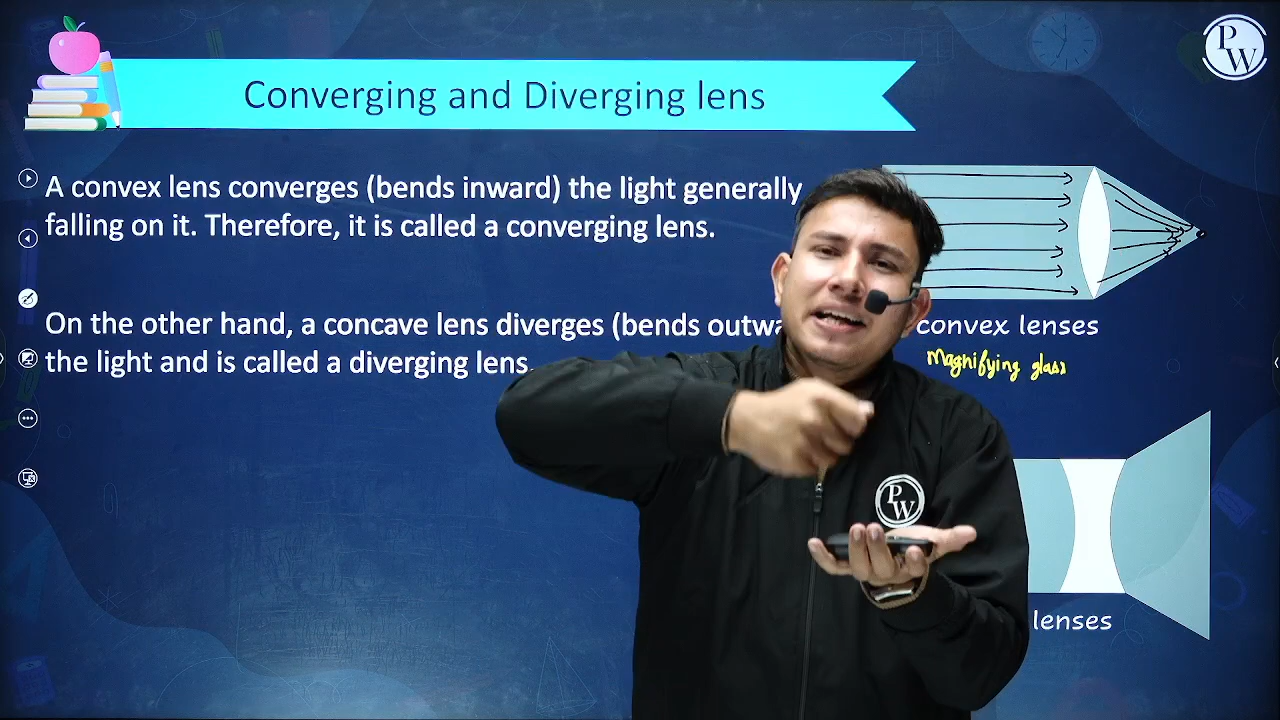 Converging and Diverging lens
PW
A convex lens converges (bends inward) the light generally
falling on it. Therefore, it is called a converging lens.
On the other hand, a concave lens diverges (bends outwa
the light and is called a diverging lens.
convex lenses
Magnifying glass
PW
lenses